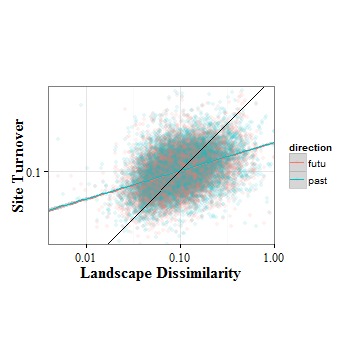 Site Turnover
0.1
0.01 0.10 1.00
Landscape Dissimilarity
direction
futu
past